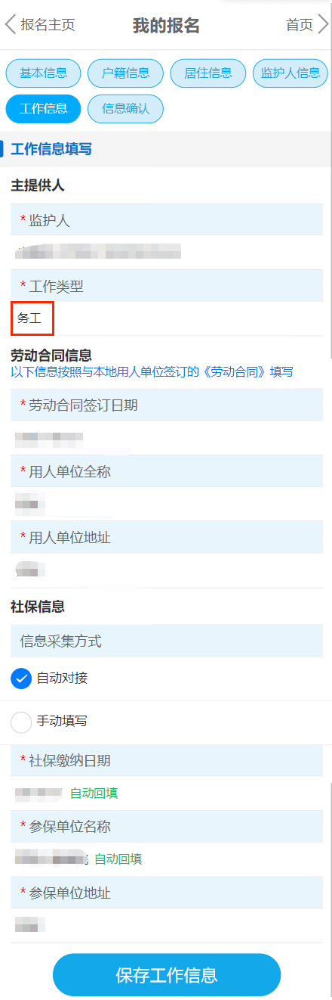 报名主页 我的报名 首页
基本信息 户籍信息 居住信息 监护人信息
工作信息 信息确认
工作信息填写
主提供人
* 监护人
* 工作类型
务工
劳动合同信息
以下信息按照与本地用人单位签订的《劳动合同》填写
* 劳动合同签订日期
* 用人单位全称
* 用人单位地址
社保信息
信息采集方式
自动对接
手动填写
* 社保缴纳日期
自动回填
* 参保单位名称
自动回填
* 参保单位地址
保存工作信息